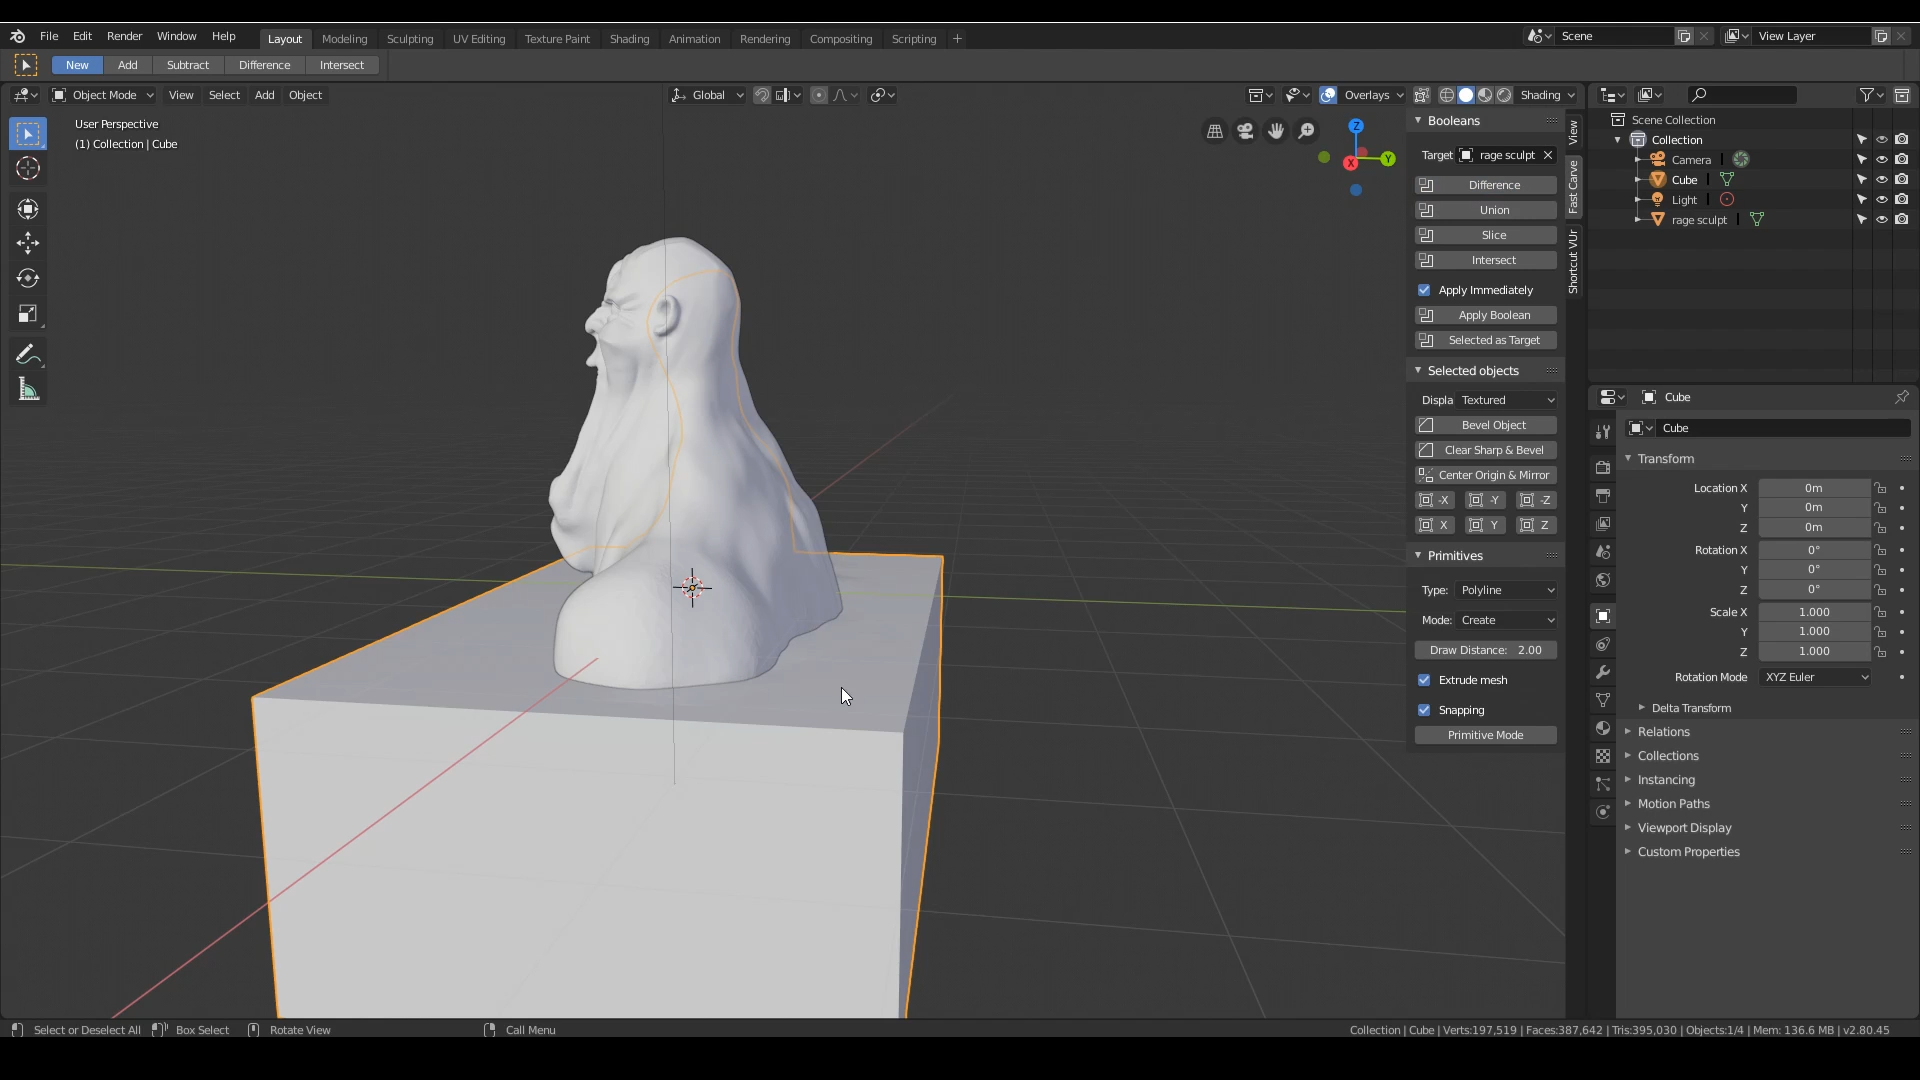 File Edit Render Window Help Layout Modeling Sculpting UV Editing Texture Paint Shading Animation Rendering Compositing Scripting + Scene View Layer
New Add Subtract Difference Intersect
Object Mode View Select Add Object Global Overlays Shading
User Perspective
(1) Collection | Cube
Z
Y
X
Booleans
Target rage sculpt
Difference
Union
Slice
Intersect
Apply Immediately
Apply Boolean
Selected as Target
Selected objects
Displa Textured
Bevel Object
Clear Sharp & Bevel
Center Origin & Mirror
-X -Y -Z
X Y Z
Primitives
Type: Polyline
Mode: Create
Draw Distance: 2.00
Extrude mesh
Snapping
Primitive Mode
View
Fast Carve
Shortcut VUr
Scene Collection
Collection
Camera
Cube
Light
rage sculpt
Cube
Cube
Transform
Location X 0m
Y 0m
Z 0m
Rotation X 0°
Y 0°
Z 0°
Scale X 1.000
Y 1.000
Z 1.000
Rotation Mode XYZ Euler
Delta Transform
Relations
Collections
Instancing
Motion Paths
Viewport Display
Custom Properties
Select or Deselect All Box Select Rotate View Call Menu Collection | Cube | Verts:197,519 | Faces:387,642 | Tris:395,030 | Objects:1/4 | Mem: 136.6 MB | v2.80.45